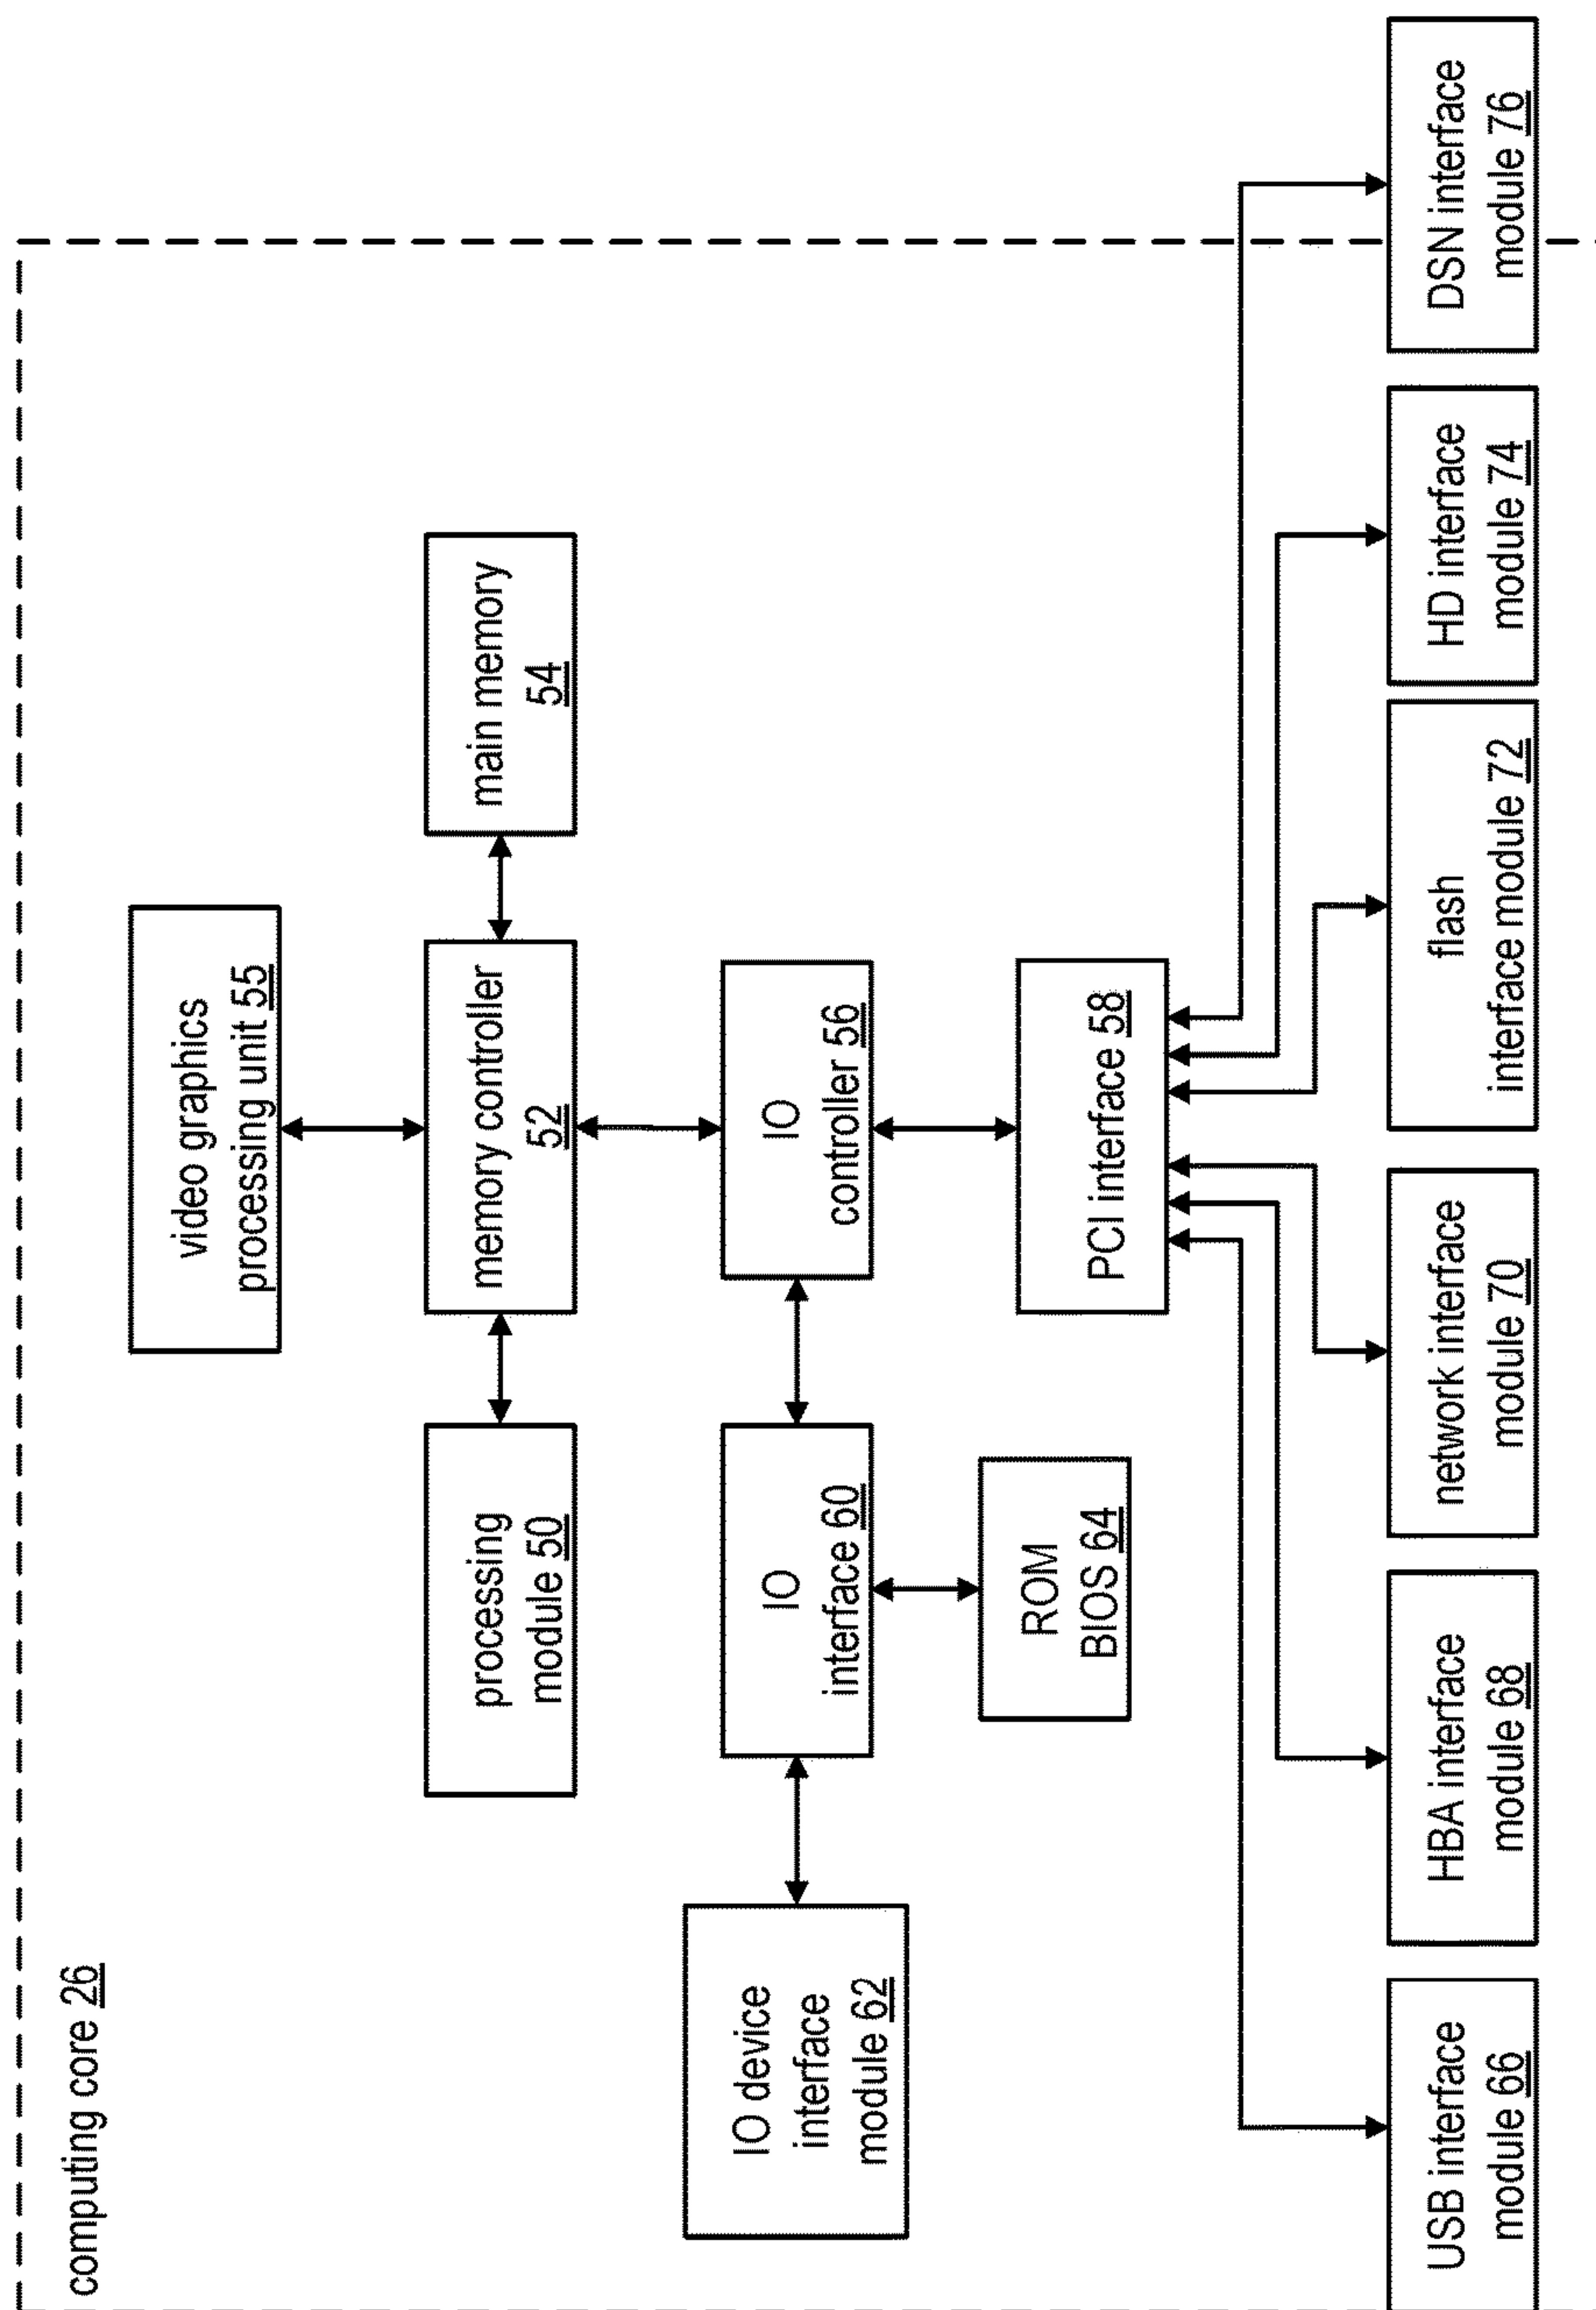 computing core 26
video graphics
processing unit 55
processing
module 50
memory controller
52
main memory
54
IO device
interface
module 62
IO
interface 60
IO
controller 56
ROM
BIOS 64
PCI interface 58
USB interface
module 66
HBA interface
module 68
network interface
module 70
flash
interface module 72
HD interface
module 74
DSN interface
module 76